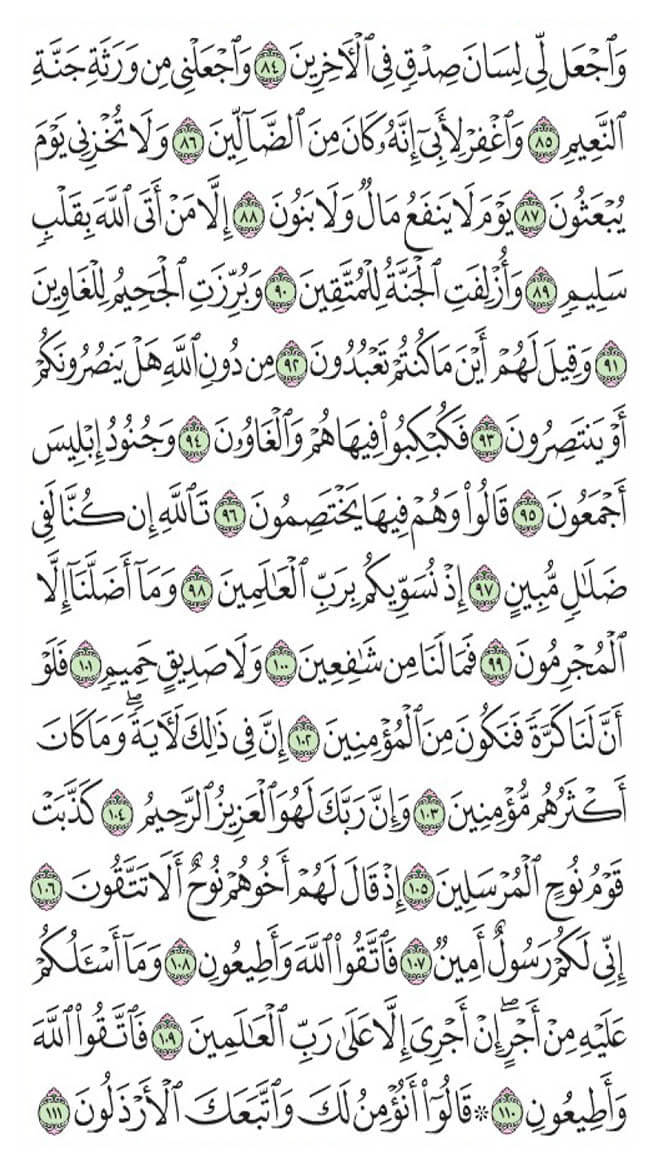 وَٱجۡعَل لِّي لِسَانَ صِدۡقٖ فِي ٱلۡأٓخِرِينَ ٨٤ وَٱجۡعَلۡنِي مِن وَرَثَةِ جَنَّةِ
ٱلنَّعِيمِ ٨٥ وَٱغۡفِرۡ لِأَبِيٓ إِنَّهُۥ كَانَ مِنَ ٱلضَّآلِّينَ ٨٦ وَلَا تُخۡزِنِي يَوۡمَ
يُبۡعَثُونَ ٨٧ يَوۡمَ لَا يَنفَعُ مَالٞ وَلَا بَنُونَ ٨٨ إِلَّا مَنۡ أَتَى ٱللَّهَ بِقَلۡبٖ
سَلِيمٖ ٨٩ وَأُزۡلِفَتِ ٱلۡجَنَّةُ لِلۡمُتَّقِينَ ٩٠ وَبُرِّزَتِ ٱلۡجَحِيمُ لِلۡغَاوِينَ
٩١ وَقِيلَ لَهُمۡ أَيۡنَ مَا كُنتُمۡ تَعۡبُدُونَ ٩٢ مِن دُونِ ٱللَّهِ هَلۡ يَنصُرُونَكُمۡ
أَوۡ يَنتَصِرُونَ ٩٣ فَكُبۡكِبُواْ فِيهَا هُمۡ وَٱلۡغَاوُۥنَ ٩٤ وَجُنُودُ إِبۡلِيسَ
أَجۡمَعُونَ ٩٥ قَالُواْ وَهُمۡ فِيهَا يَخۡتَصِمُونَ ٩٦ تَٱللَّهِ إِن كُنَّا لَفِي
ضَلَٰلٖ مُّبِينٍ ٩٧ إِذۡ نُسَوِّيكُم بِرَبِّ ٱلۡعَٰلَمِينَ ٩٨ وَمَآ أَضَلَّنَآ إِلَّا
ٱلۡمُجۡرِمُونَ ٩٩ فَمَا لَنَا مِن شَٰفِعِينَ ١٠٠ وَلَا صَدِيقٍ حَمِيمٖ ١٠١ فَلَوۡ
أَنَّ لَنَا كَرَّةٗ فَنَكُونَ مِنَ ٱلۡمُؤۡمِنِينَ ١٠٢ إِنَّ فِي ذَٰلِكَ لَأٓيَةٗۖ وَمَا كَانَ
أَكۡثَرُهُم مُّؤۡمِنِينَ ١٠٣ وَإِنَّ رَبَّكَ لَهُوَ ٱلۡعَزِيزُ ٱلرَّحِيمُ ١٠٤ كَذَّبَتۡ
قَوۡمُ نُوحٍ ٱلۡمُرۡسَلِينَ ١٠٥ إِذۡ قَالَ لَهُمۡ أَخُوهُمۡ نُوحٌ أَلَا تَتَّقُونَ ١٠٦
إِنِّي لَكُمۡ رَسُولٌ أَمِينٞ ١٠٧ فَٱتَّقُواْ ٱللَّهَ وَأَطِيعُونِ ١٠٨ وَمَآ أَسۡـَٔلُكُمۡ
عَلَيۡهِ مِنۡ أَجۡرٍۖ إِنۡ أَجۡرِيَ إِلَّا عَلَىٰ رَبِّ ٱلۡعَٰلَمِينَ ١٠٩ فَٱتَّقُواْ ٱللَّهَ
وَأَطِيعُونِ ١١٠ ۞ قَالُوٓاْ أَنُؤۡمِنُ لَكَ وَٱتَّبَعَكَ ٱلۡأَرۡذَلُونَ ١١١